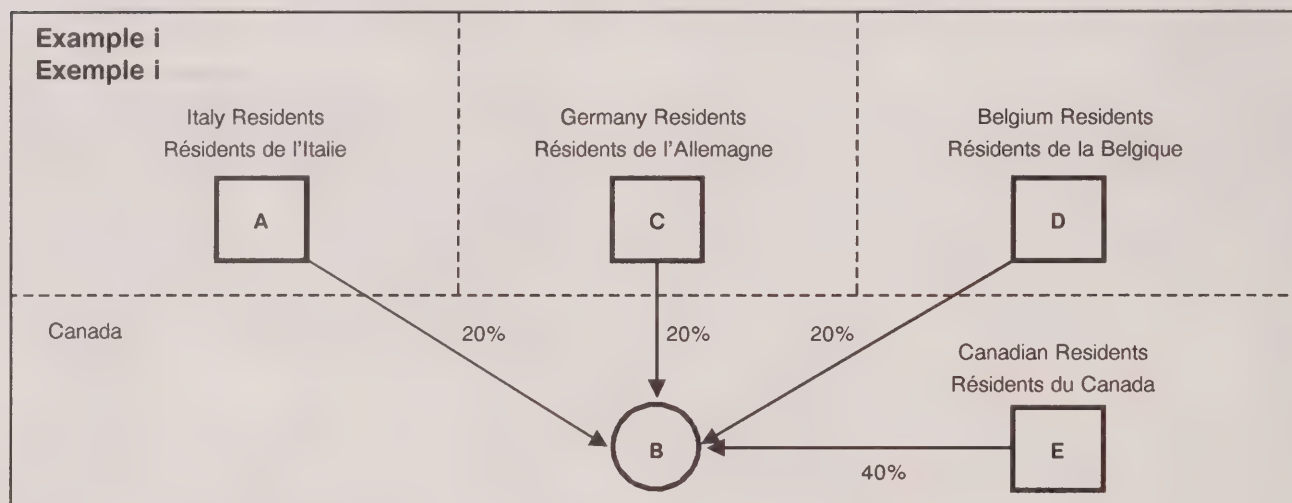 Example i
Exemple i
Italy Residents
Résidents de l'Italie
Germany Residents
Résidents de l'Allemagne
Belgium Residents
Résidents de la Belgique
A
C
D
Canada
20%
20%
20%
Canadian Residents
Résidents du Canada
B
E
40%